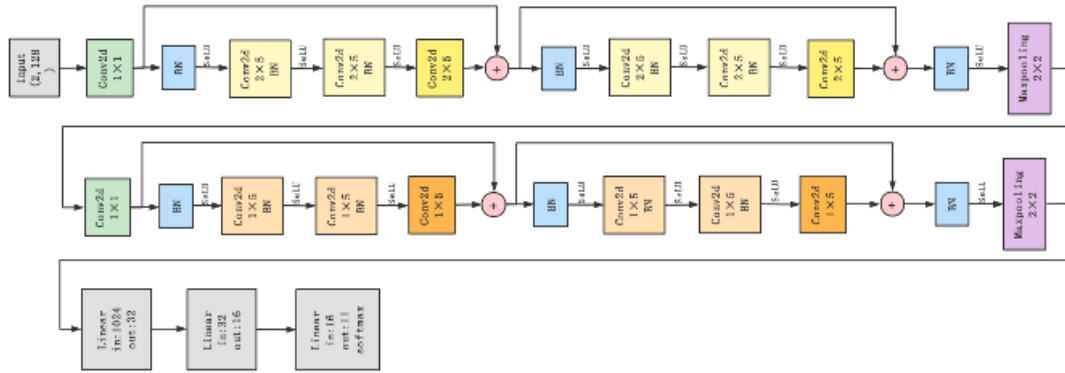 Input
(2,128
)
Conv2d
1×1
BN
SeLU
Conv2d
2×5
BN
SeLU
Conv2d
2×5
BN
SeLU
Conv2d
2×5
+
BN
SeLU
Conv2d
2×5
BN
SeLU
Conv2d
2×5
BN
SeLU
Conv2d
2×5
+
BN
SeLU
Maxpooling
2×2
Conv2d
1×1
BN
SeLU
Conv2d
1×5
BN
SeLU
Conv2d
1×5
BN
SeLU
Conv2d
1×5
+
BN
SeLU
Conv2d
1×5
BN
SeLU
Conv2d
1×5
BN
SeLU
Conv2d
1×5
+
BN
SeLU
Maxpooling
2×2
Linear
in:1024
out:32
Linear
in:32
out:16
Linear
in:16
out:11
softmax